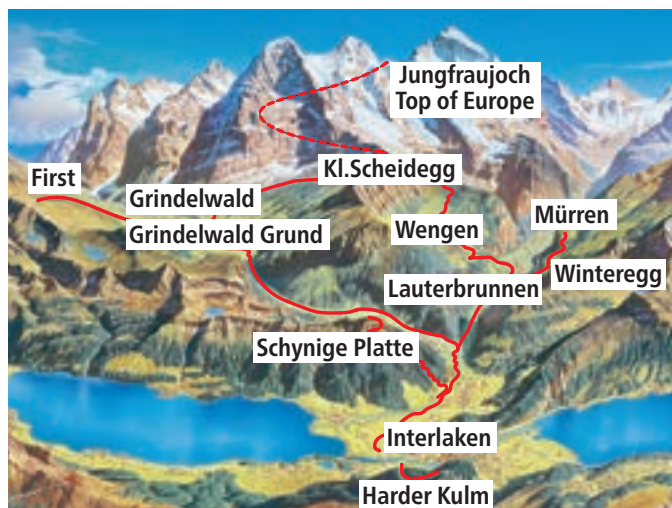 Jungfraujoch
Top of Europe
Kl.Scheidegg
First
Grindelwald
Grindelwald Grund
Wengen
Mürren
Winteregg
Lauterbrunnen
Schynige Platte
Interlaken
Harder Kulm